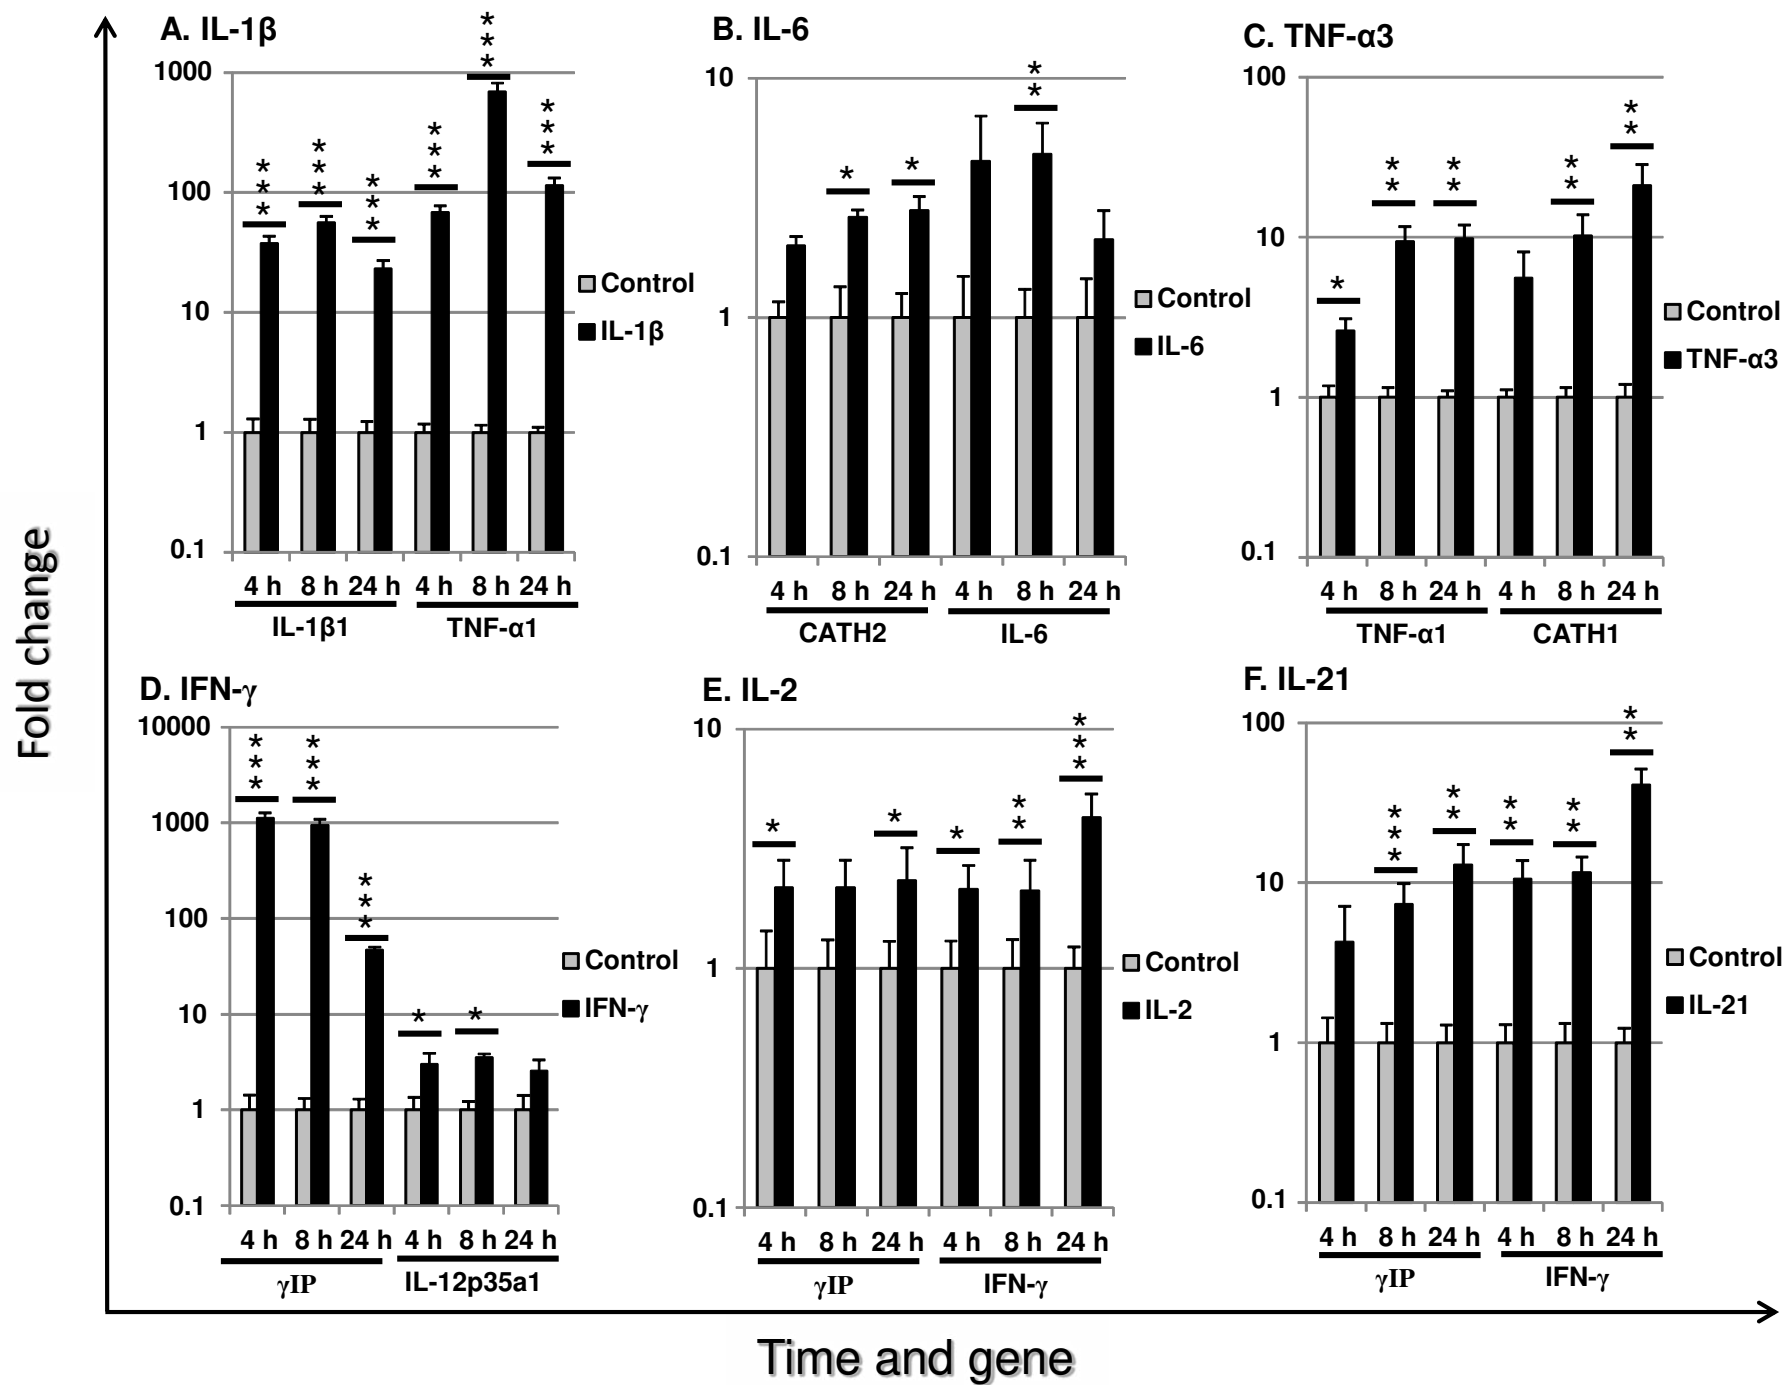 Fold change
A. IL-1β
***
*** *** *** *** ***
1000
100
10
1
0.1
4 h 8 h 24 h 4 h 8 h 24 h
IL-1β1 TNF-α1
Control
IL-1β
B. IL-6
* * **
10
1
0.1
4 h 8 h 24 h 4 h 8 h 24 h
CATH2 IL-6
Control
IL-6
C. TNF-α3
* ** ** ** **
100
10
1
0.1
4 h 8 h 24 h 4 h 8 h 24 h
TNF-α1 CATH1
Control
TNF-α3
D. IFN-γ
*** *** *** * *
10000
1000
100
10
1
0.1
4 h 8 h 24 h 4 h 8 h 24 h
γIP IL-12p35a1
Control
IFN-γ
E. IL-2
* * * ** ***
10
1
0.1
4 h 8 h 24 h 4 h 8 h 24 h
γIP IFN-γ
Control
IL-2
F. IL-21
*** ** ** ** **
100
10
1
0.1
4 h 8 h 24 h 4 h 8 h 24 h
γIP IFN-γ
Control
IL-21
Time and gene